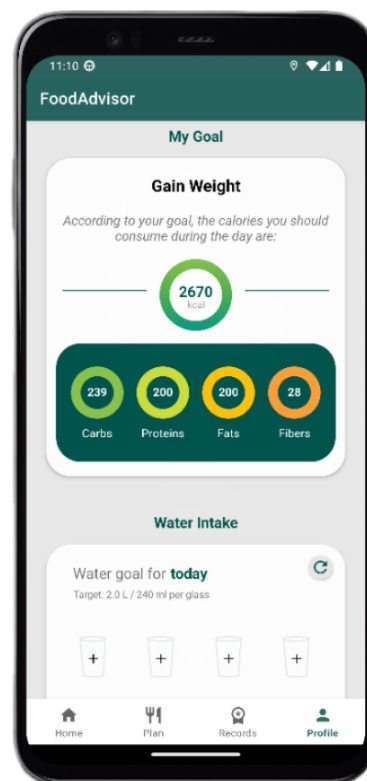 11:10
FoodAdvisor
My Goal
Gain Weight
According to your goal, the calories you should
consume during the day are:
2670
kcal
239 200 200 28
Carbs Proteins Fats Fibers
Water Intake
Water goal for today
Target: 2.0 L / 240 ml per glass
+ + + +
Home Plan Records Profile